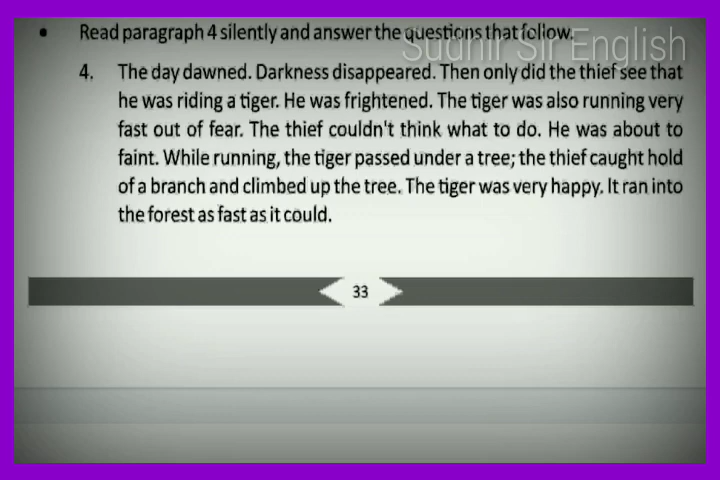 • Read paragraph 4 silently and answer the questions that follow.
Sudhir Sir English
4. The day dawned. Darkness disappeared. Then only did the thief see that
he was riding a tiger. He was frightened. The tiger was also running very
fast out of fear. The thief couldn't think what to do. He was about to
faint. While running, the tiger passed under a tree; the thief caught hold
of a branch and climbed up the tree. The tiger was very happy. It ran into
the forest as fast as it could.
33